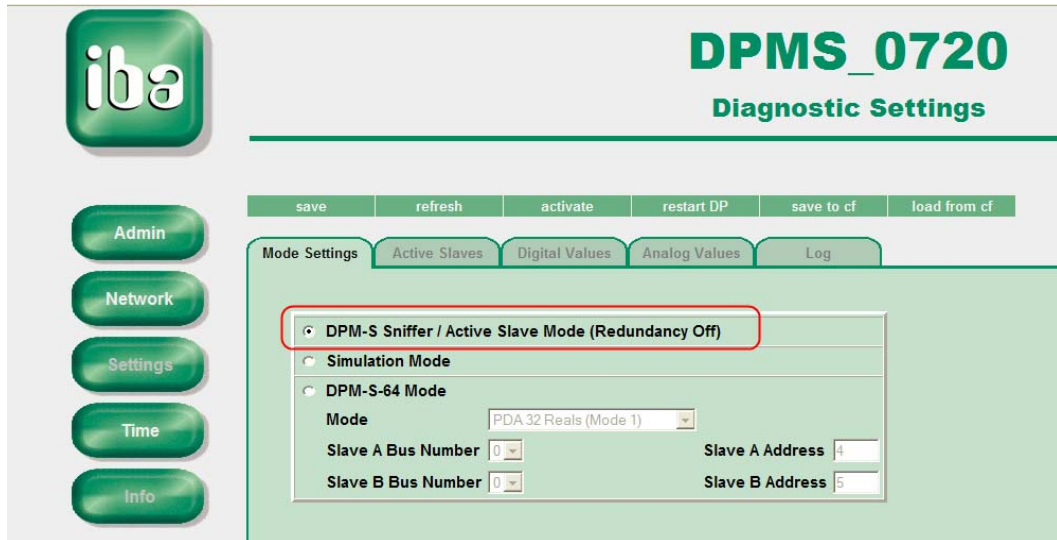 iba
DPMS_0720
Diagnostic Settings
save refresh activate restart DP save to cf load from cf
Admin
Network
Settings
Time
Info
Mode Settings Active Slaves Digital Values Analog Values Log
DPM-S Sniffer / Active Slave Mode (Redundancy Off)
Simulation Mode
DPM-S-64 Mode
Mode PDA 32 Reals (Mode 1)
Slave A Bus Number 0 Slave A Address 4
Slave B Bus Number 0 Slave B Address 5